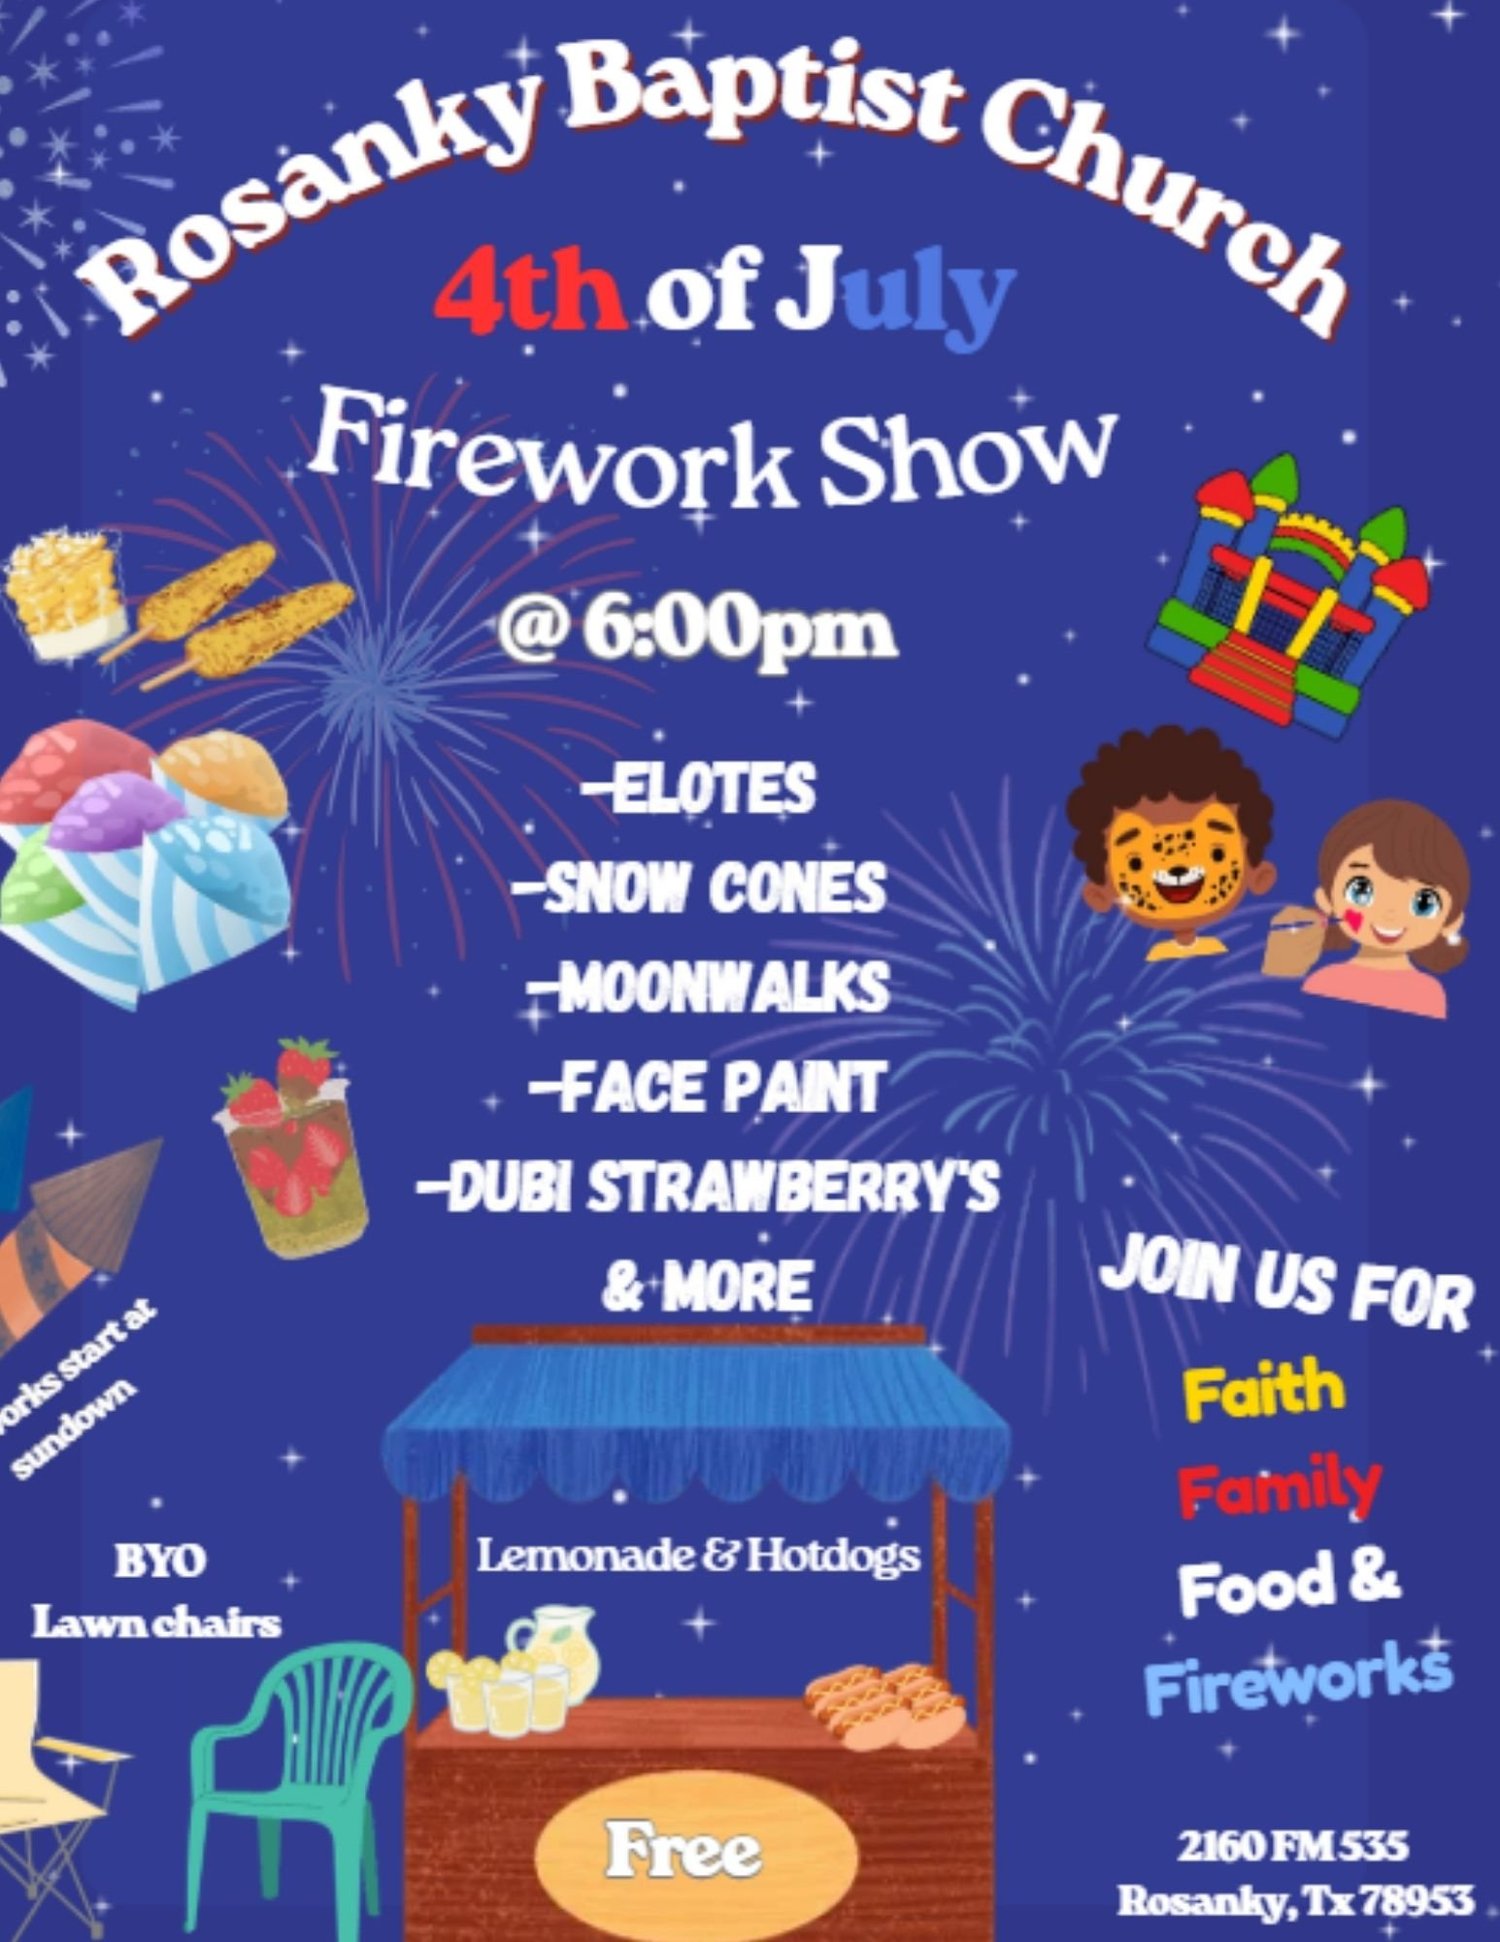 Rosanky Baptist Church
4th of July
Firework Show
@ 6:00pm
-ELOTES
-SNOW CONES
-MOONWALKS
-FACE PAINT
-DUBI STRAWBERRY'S
& MORE
JOIN US FOR
Faith
Family
Food &
Fireworks
start at
sundown
BYO
Lawn chairs
Lemonade & Hotdogs
Free
2160 FM 535
Rosanky, Tx 78953